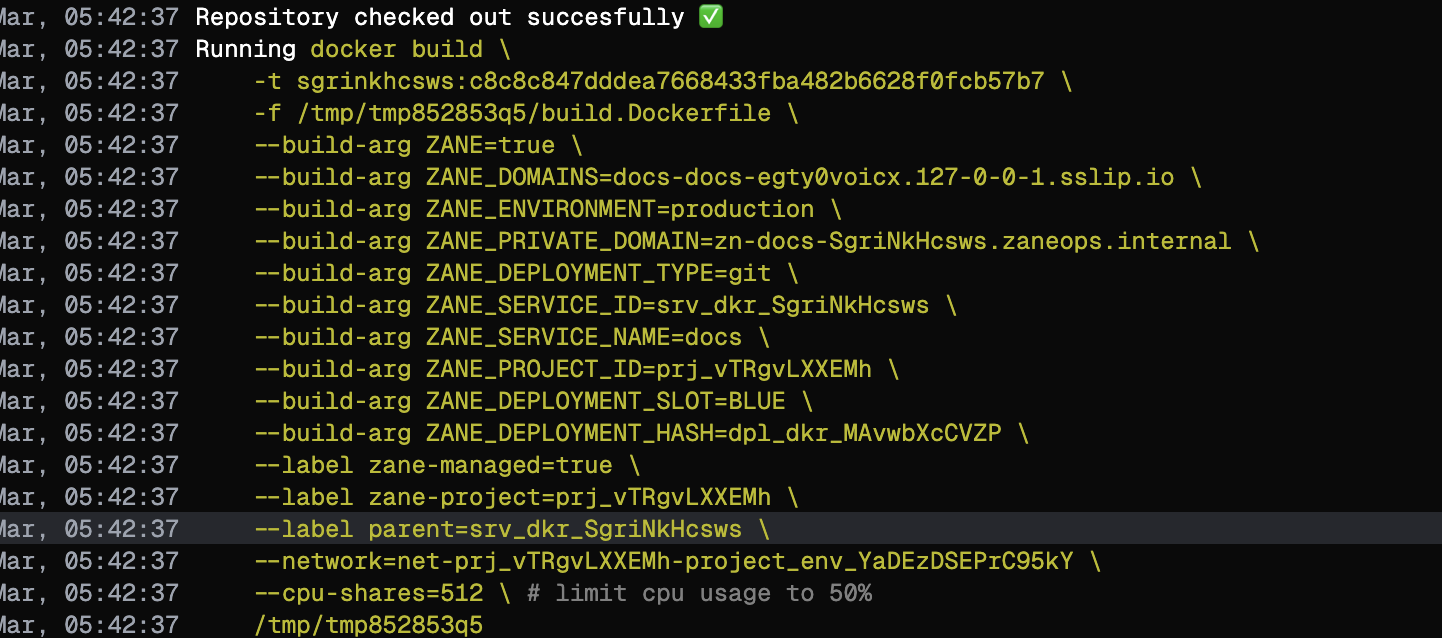 Mar, 05:42:37 Repository checked out succesfully ✅
Mar, 05:42:37 Running docker build \
Mar, 05:42:37 -t sgrinkhcsws:c8c8c847dddea7668433fba482b6628f0fcb57b7 \
Mar, 05:42:37 -f /tmp/tmp852853q5/build.Dockerfile \
Mar, 05:42:37 --build-arg ZANE=true \
Mar, 05:42:37 --build-arg ZANE_DOMAINS=docs-docs-egty0voicx.127-0-0-1.sslip.io \
Mar, 05:42:37 --build-arg ZANE_ENVIRONMENT=production \
Mar, 05:42:37 --build-arg ZANE_PRIVATE_DOMAIN=zn-docs-SgriNkHcsws.zaneops.internal \
Mar, 05:42:37 --build-arg ZANE_DEPLOYMENT_TYPE=git \
Mar, 05:42:37 --build-arg ZANE_SERVICE_ID=srv_dkr_SgriNkHcsws \
Mar, 05:42:37 --build-arg ZANE_SERVICE_NAME=docs \
Mar, 05:42:37 --build-arg ZANE_PROJECT_ID=prj_vTRgvLXXEMh \
Mar, 05:42:37 --build-arg ZANE_DEPLOYMENT_SLOT=BLUE \
Mar, 05:42:37 --build-arg ZANE_DEPLOYMENT_HASH=dpl_dkr_MAvwbXcCVZP \
Mar, 05:42:37 --label zane-managed=true \
Mar, 05:42:37 --label zane-project=prj_vTRgvLXXEMh \
Mar, 05:42:37 --label parent=srv_dkr_SgriNkHcsws \
Mar, 05:42:37 --network=net-prj_vTRgvLXXEMh-project_env_YaDEzDSEPrC95kY \
Mar, 05:42:37 --cpu-shares=512 \ # limit cpu usage to 50%
Mar, 05:42:37 /tmp/tmp852853q5